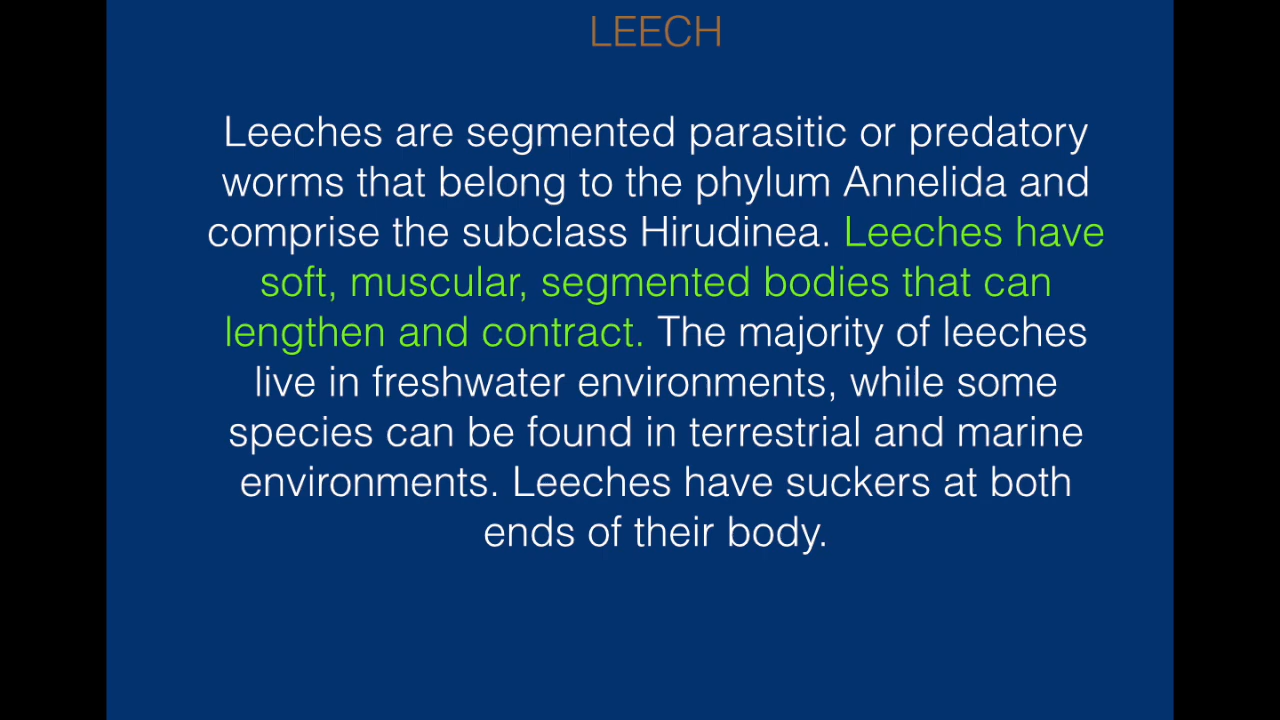 LEECH
Leeches are segmented parasitic or predatory
worms that belong to the phylum Annelida and
comprise the subclass Hirudinea. Leeches have
soft, muscular, segmented bodies that can
lengthen and contract. The majority of leeches
live in freshwater environments, while some
species can be found in terrestrial and marine
environments. Leeches have suckers at both
ends of their body.